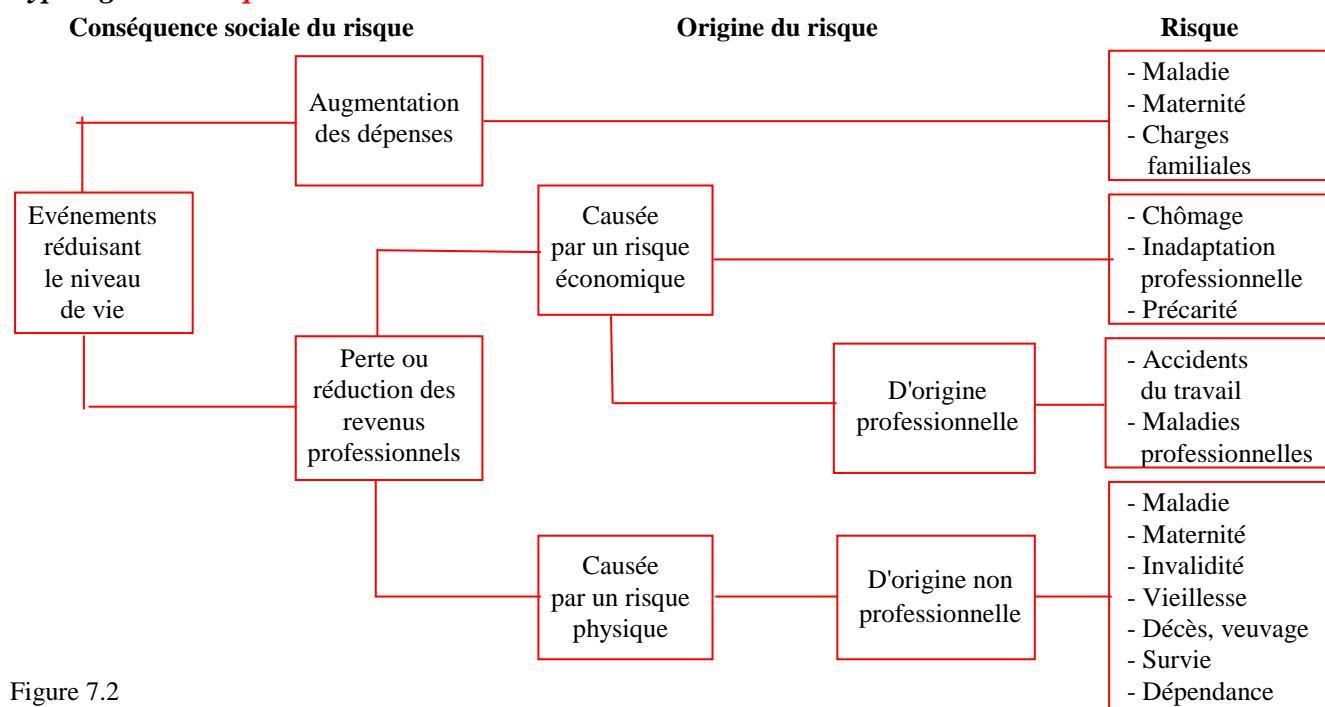 Conséquence sociale du risque
Origine du risque
Risque
Augmentation
des dépenses
- Maladie
- Maternité
- Charges
familiales
Evénements
réduisant
le niveau
de vie
Causée
par un risque
économique
- Chômage
- Inadaptation
professionnelle
- Précarité
Perte ou
réduction des
revenus
professionnels
D'origine
professionnelle
- Accidents
du travail
- Maladies
professionnelles
Causée
par un risque
physique
D'origine non
professionnelle
- Maladie
- Maternité
- Invalidité
- Vieillesse
- Décès, veuvage
- Survie
- Dépendance
Figure 7.2